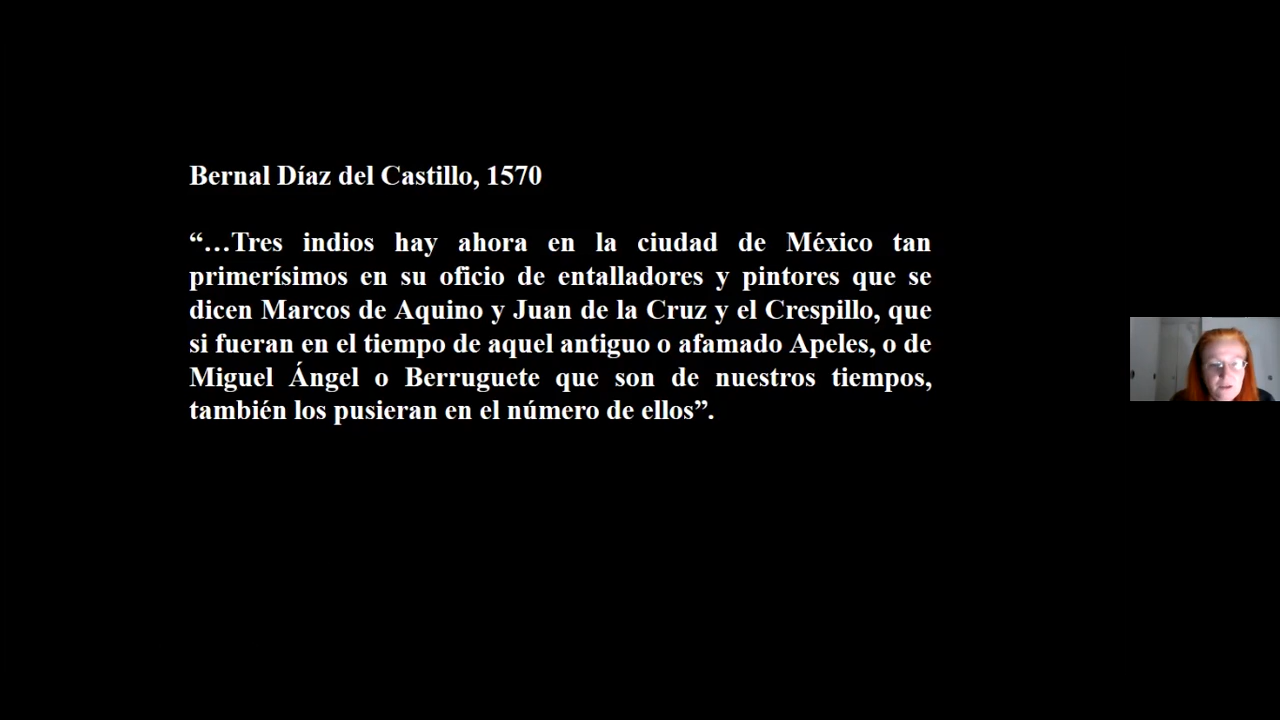 Bernal Díaz del Castillo, 1570
“…Tres indios hay ahora en la ciudad de México tan
primerísimos en su oficio de entalladores y pintores que se
dicen Marcos de Aquino y Juan de la Cruz y el Crespillo, que
si fueran en el tiempo de aquel antiguo o afamado Apeles, o de
Miguel Ángel o Berruguete que son de nuestros tiempos,
también los pusieran en el número de ellos”.